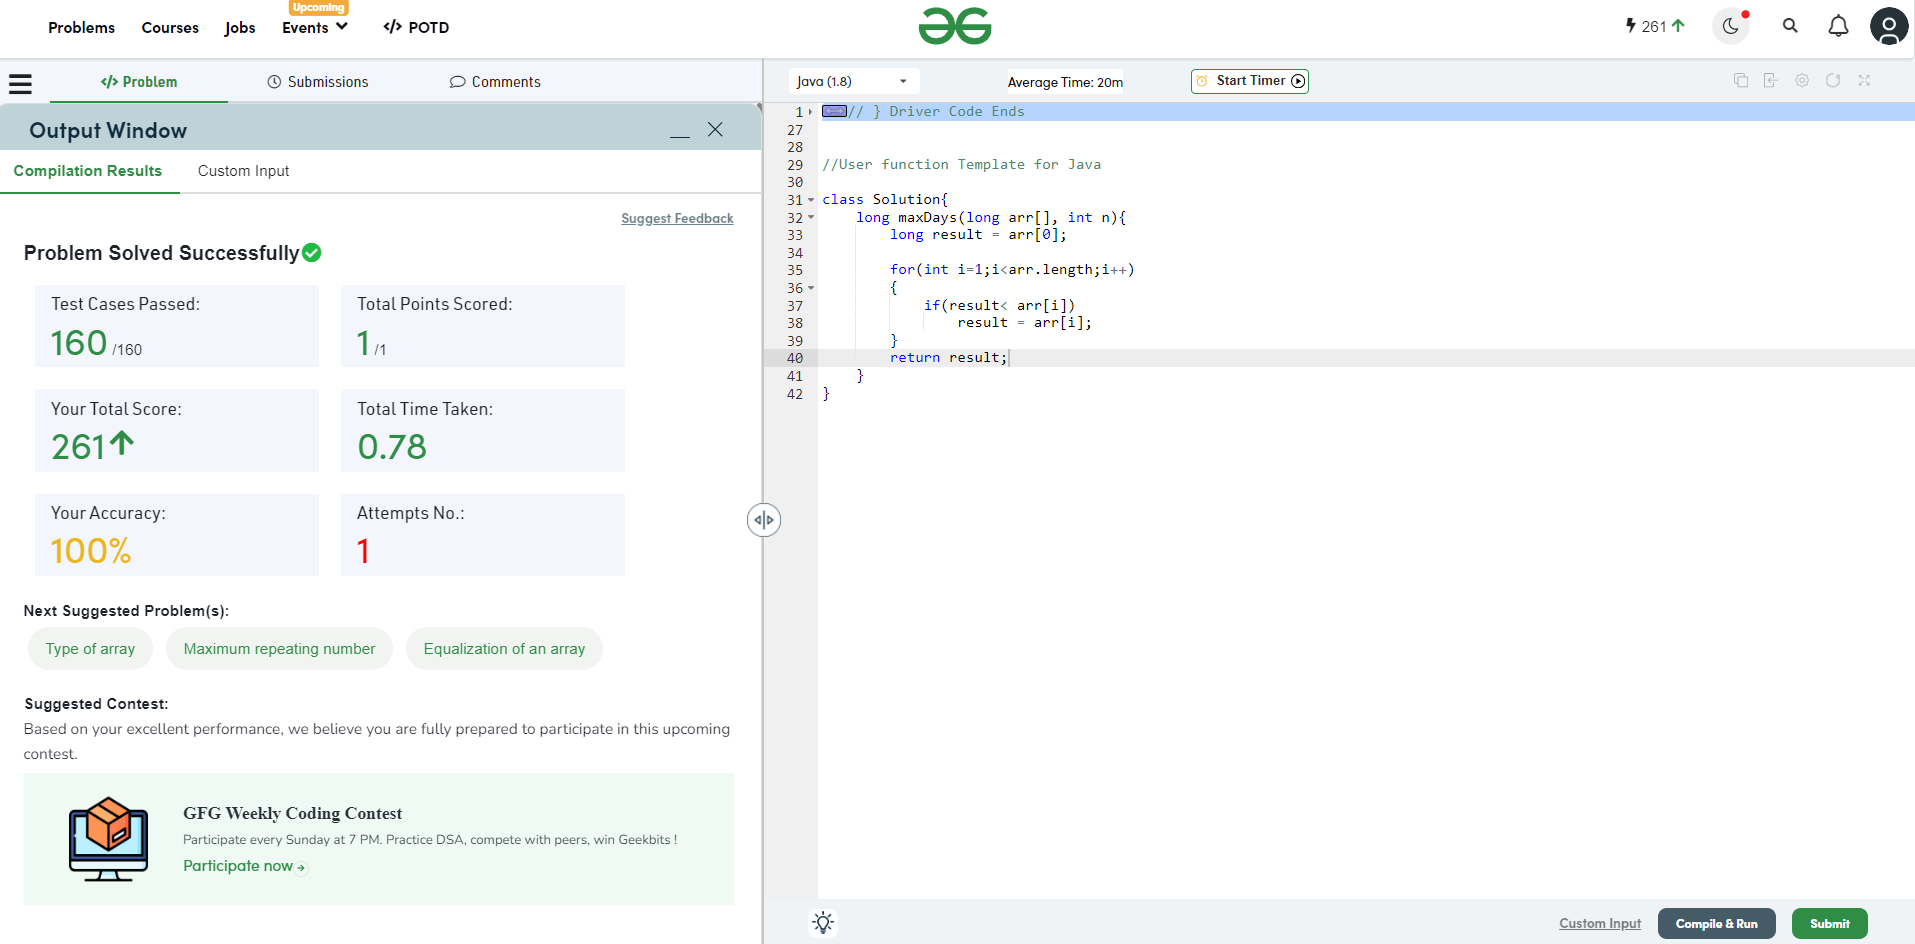 Problems
Courses
Jobs
Upcoming
Events
</> POTD
261
</> Problem
Submissions
Comments
Java (1.8)
Average Time: 20m
Start Timer
Output Window
Compilation Results
Custom Input
Suggest Feedback
Problem Solved Successfully
Test Cases Passed:
160 /160
Total Points Scored:
1 /1
Your Total Score:
261
Total Time Taken:
0.78
Your Accuracy:
100%
Attempts No.:
1
Next Suggested Problem(s):
Type of array
Maximum repeating number
Equalization of an array
Suggested Contest:
Based on your excellent performance, we believe you are fully prepared to participate in this upcoming
contest.
GFG Weekly Coding Contest
Participate every Sunday at 7 PM. Practice DSA, compete with peers, win Geekbits !
Participate now
1 // } Driver Code Ends
27
28
29 //User function Template for Java
30
31 class Solution{
32 long maxDays(long arr[], int n){
33 long result = arr[0];
34
35 for(int i=1;i<arr.length;i++)
36 {
37 if(result< arr[i])
38 result = arr[i];
39 }
40 return result;
41 }
42 }
Custom Input
Compile & Run
Submit